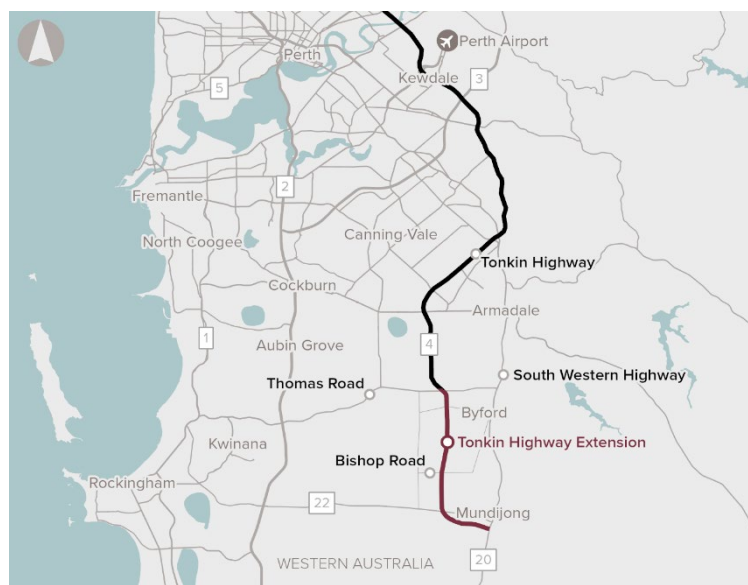 Perth
Perth Airport
Kewdale
3
5
Fremantle
2
North Coogee
Canning Vale
Tonkin Highway
Cockburn
Armadale
1
4
Aubin Grove
Thomas Road
South Western Highway
Byford
Kwinana
Tonkin Highway Extension
Bishop Road
Rockingham
22
Mundijong
WESTERN AUSTRALIA
20